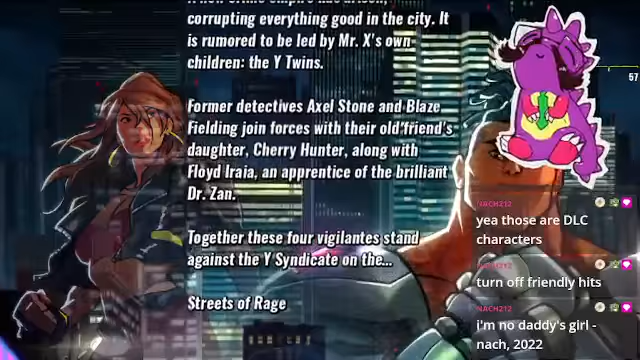 corrupting everything good in the city. It
is rumored to be led by Mr. X's own
children: the Y Twins.
Former detectives Axel Stone and Blaze
Fielding join forces with their old friend's
daughter, Cherry Hunter, along with
Floyd Iraia, an apprentice of the brilliant
Dr. Zan.
Together these four vigilantes stand
against the Y Syndicate on the...
Streets of Rage
57
NACH212
yea those are DLC
characters
NACH212
turn off friendly hits
NACH212
i'm no daddy's girl -
nach, 2022